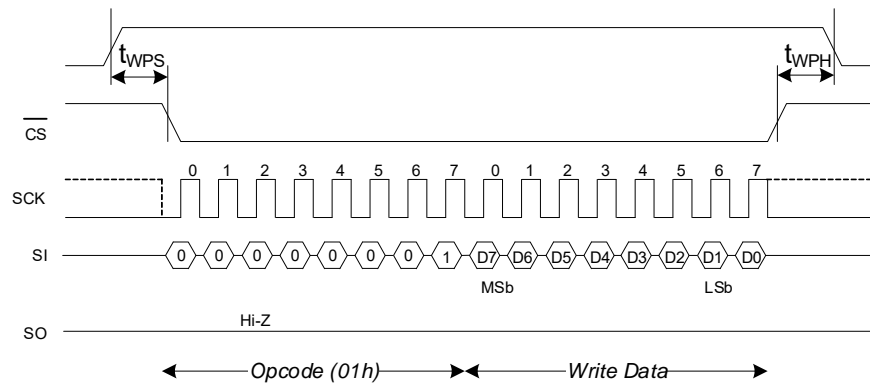 tWPS
tWPH
CS
0 1 2 3 4 5 6 7 0 1 2 3 4 5 6 7
SCK
SI 0 0 0 0 0 0 0 1 D7 D6 D5 D4 D3 D2 D1 D0
MSb LSb
Hi-Z
SO
Opcode (01h) Write Data